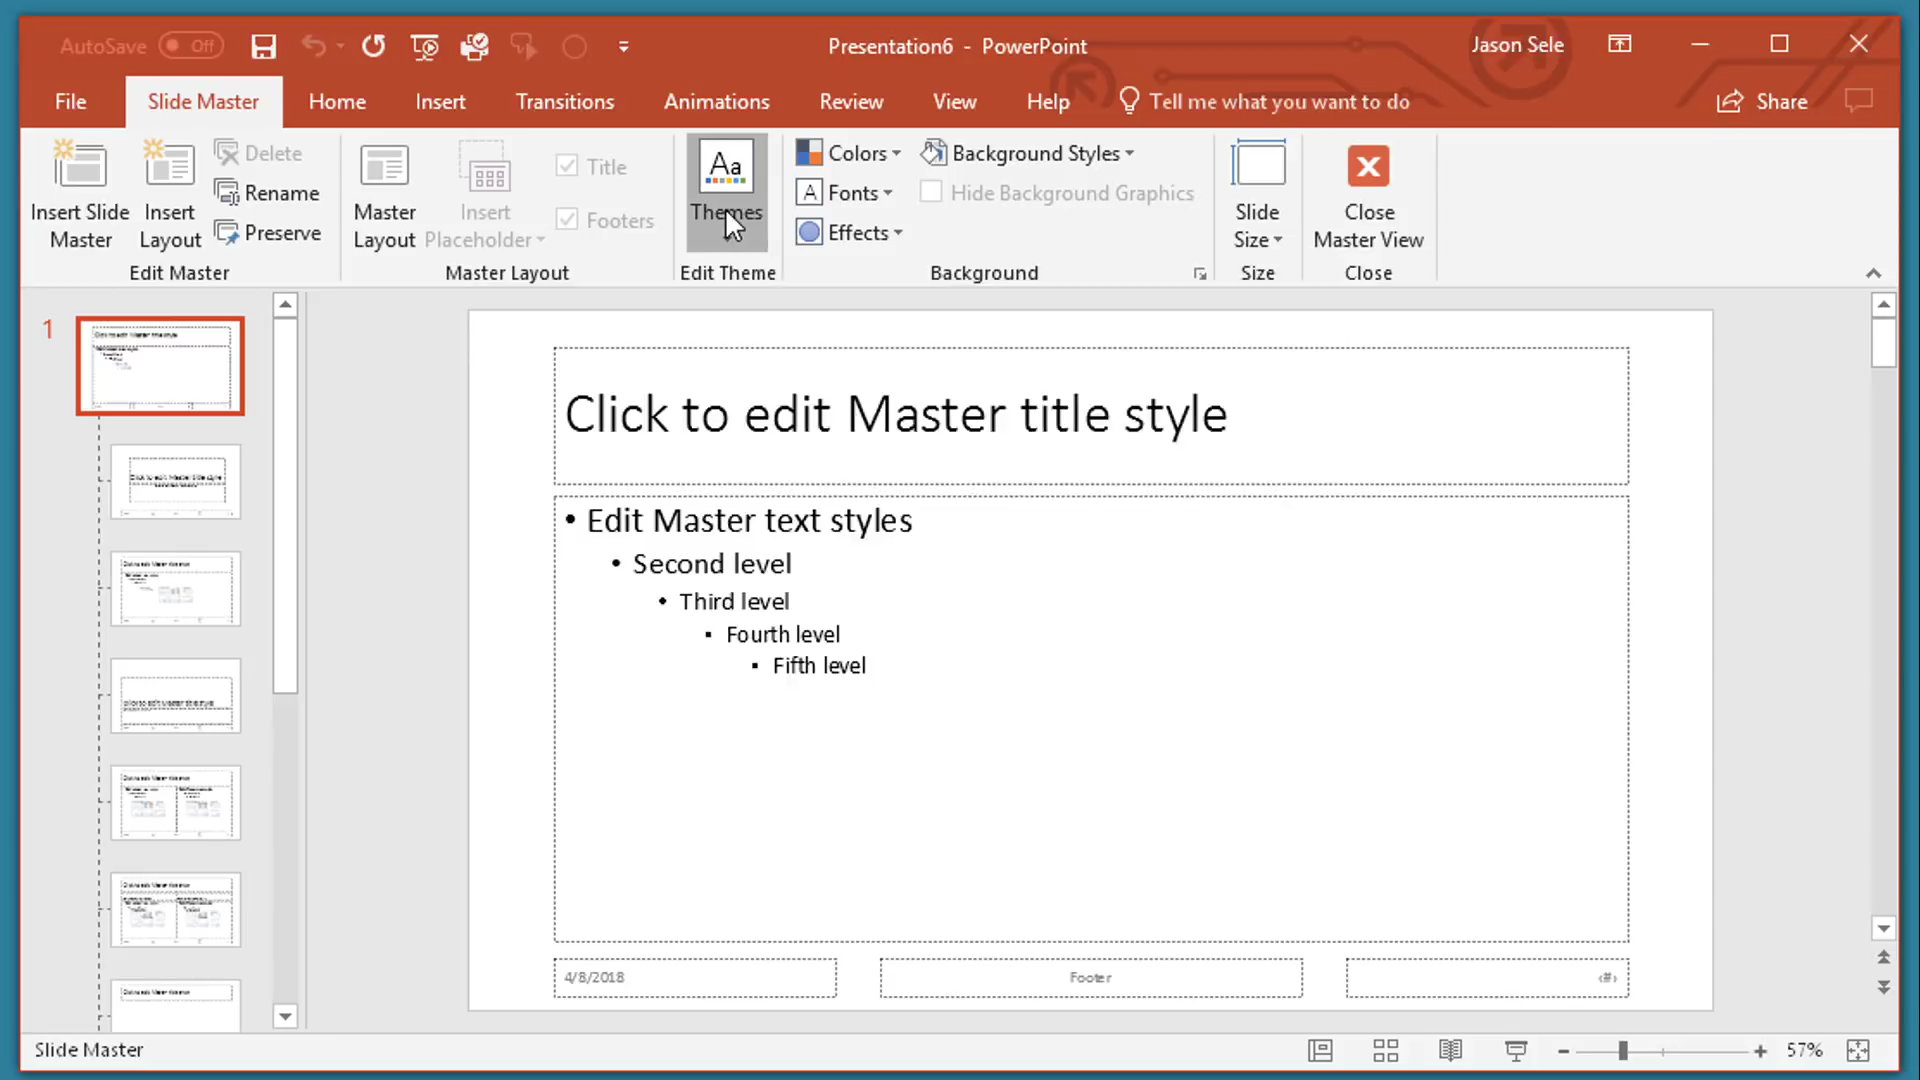 AutoSave Off
Presentation6 - PowerPoint
Jason Sele
File
Slide Master
Home
Insert
Transitions
Animations
Review
View
Help
Tell me what you want to do
Share
Insert Slide
Master
Insert
Layout
Delete
Rename
Preserve
Edit Master
Master
Layout
Insert
Placeholder
Title
Footers
Master Layout
Aa
Themes
Edit Theme
Colors
A Fonts
Effects
Background Styles
Hide Background Graphics
Background
Slide
Size
Size
Close
Master View
Close
1
Click to edit Master title style
• Edit Master text styles
• Second level
• Third level
▪ Fourth level
▪ Fifth level
4/8/2018
Footer
‹#›
Slide Master
57%